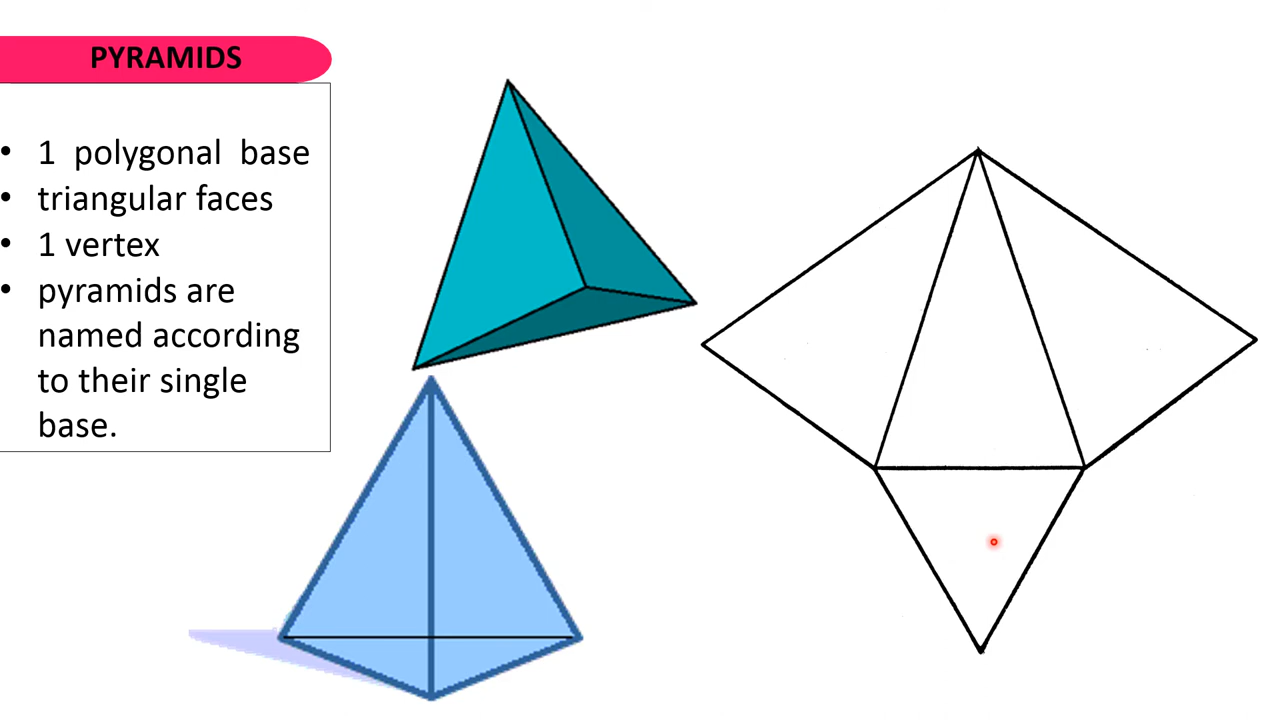 PYRAMIDS
• 1 polygonal base
• triangular faces
• 1 vertex
• pyramids are
named according
to their single
base.